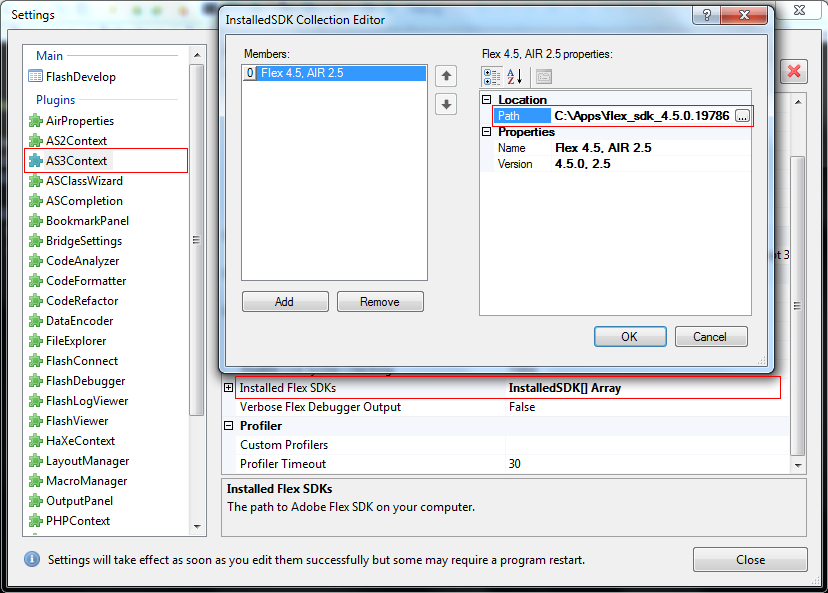 Settings
InstalledSDK Collection Editor
Main
FlashDevelop
Plugins
AirProperties
AS2Context
AS3Context
ASClassWizard
ASCompletion
BookmarkPanel
BridgeSettings
CodeAnalyzer
CodeFormatter
CodeRefactor
DataEncoder
FileExplorer
FlashConnect
FlashDebugger
FlashLogViewer
FlashViewer
HaXeContext
LayoutManager
MacroManager
OutputPanel
PHPContext
Members:
0 Flex 4.5, AIR 2.5
Add Remove
Flex 4.5, AIR 2.5 properties:
Location
Path C:\Apps\flex_sdk_4.5.0.19786 ...
Properties
Name Flex 4.5, AIR 2.5
Version 4.5.0, 2.5
OK Cancel
pt 3
Installed Flex SDKs InstalledSDK[] Array
Verbose Flex Debugger Output False
Profiler
Custom Profilers
Profiler Timeout 30
Installed Flex SDKs
The path to Adobe Flex SDK on your computer.
Settings will take effect as soon as you edit them successfully but some may require a program restart.
Close